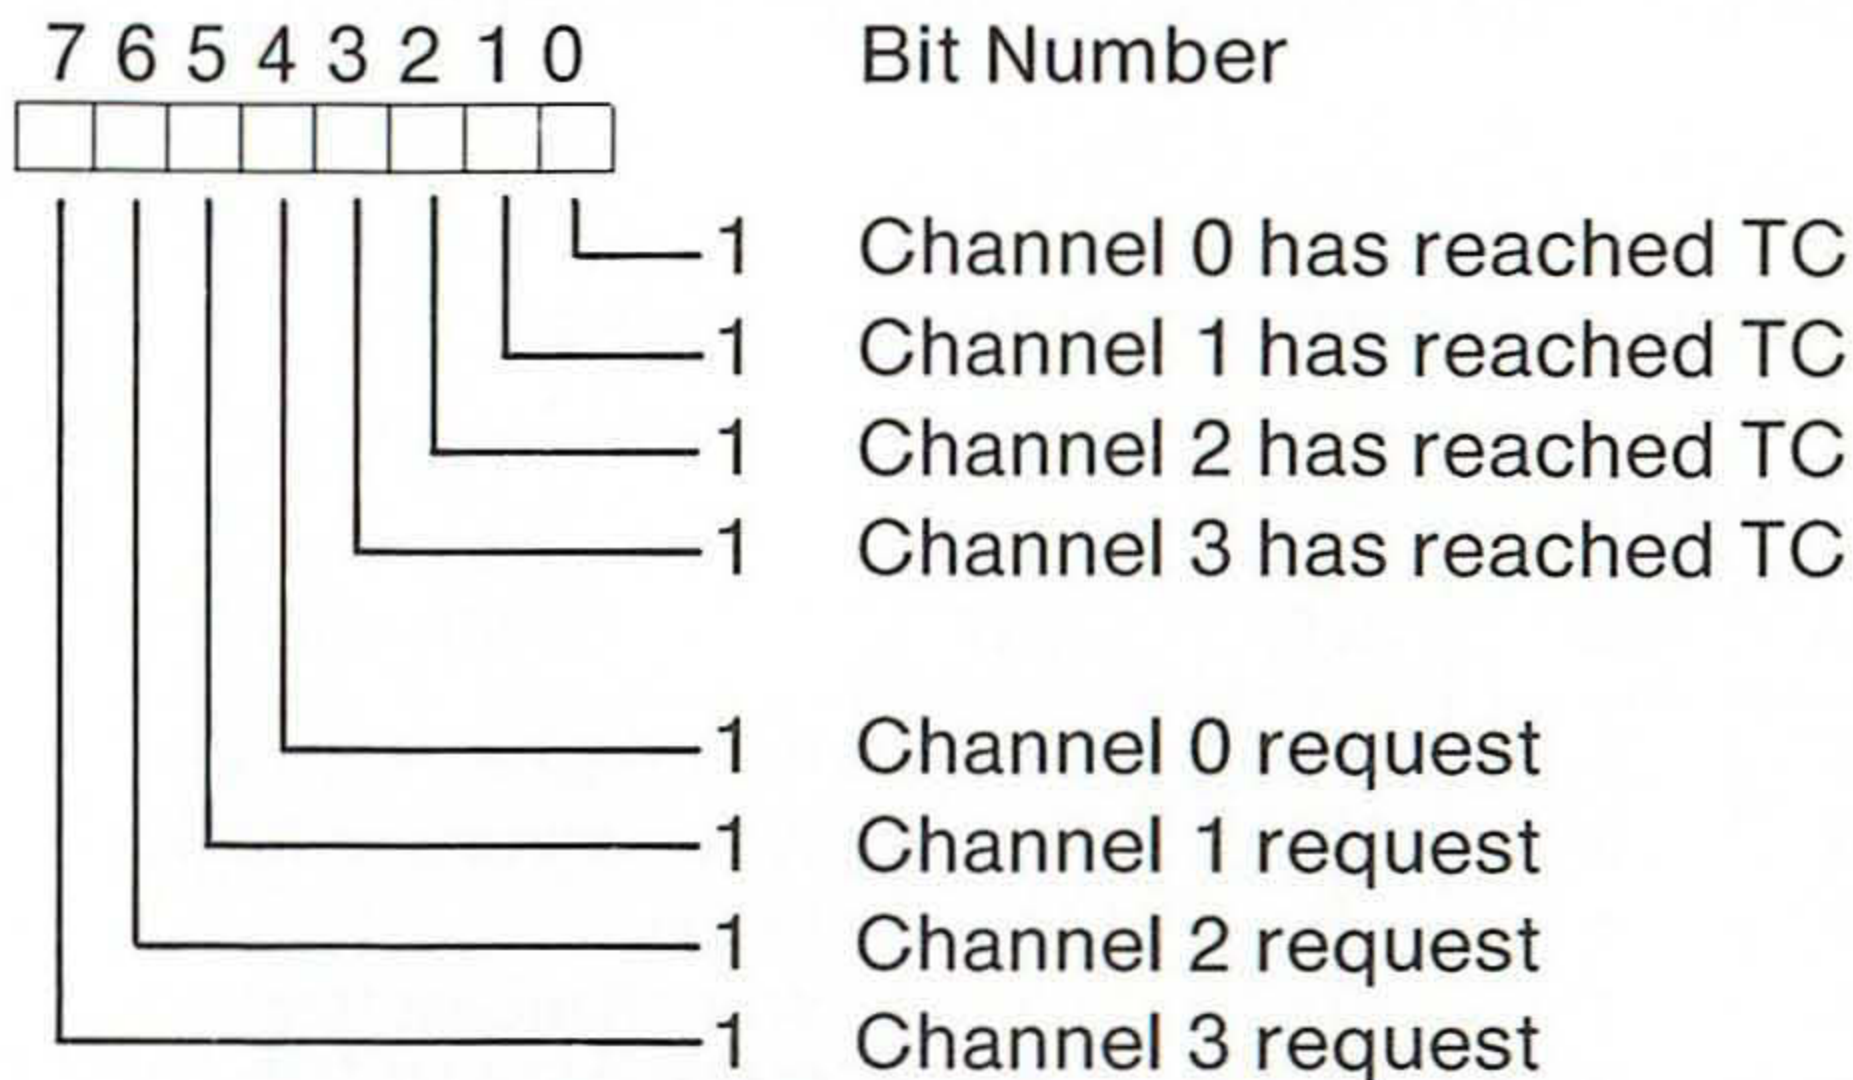 7 6 5 4 3 2 1 0 Bit Number
1 Channel 0 has reached TC
1 Channel 1 has reached TC
1 Channel 2 has reached TC
1 Channel 3 has reached TC
1 Channel 0 request
1 Channel 1 request
1 Channel 2 request
1 Channel 3 request